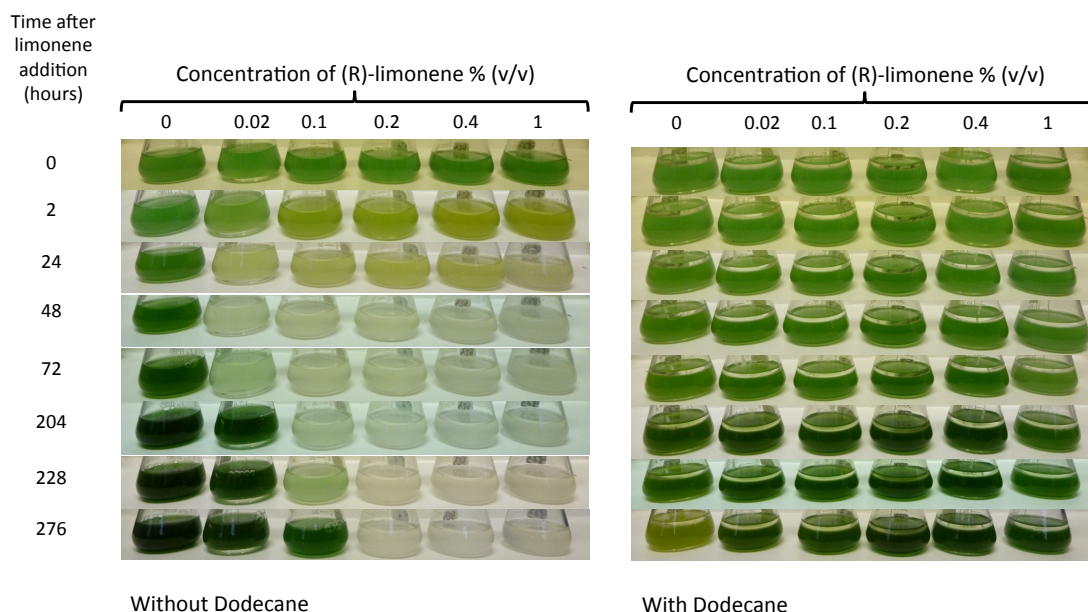 Time after
limonene
addition
(hours)
Concentration of (R)-limonene % (v/v)
0 0.02 0.1 0.2 0.4 1
Concentration of (R)-limonene % (v/v)
0 0.02 0.1 0.2 0.4 1
0
2
24
48
72
204
228
276
Without Dodecane
With Dodecane